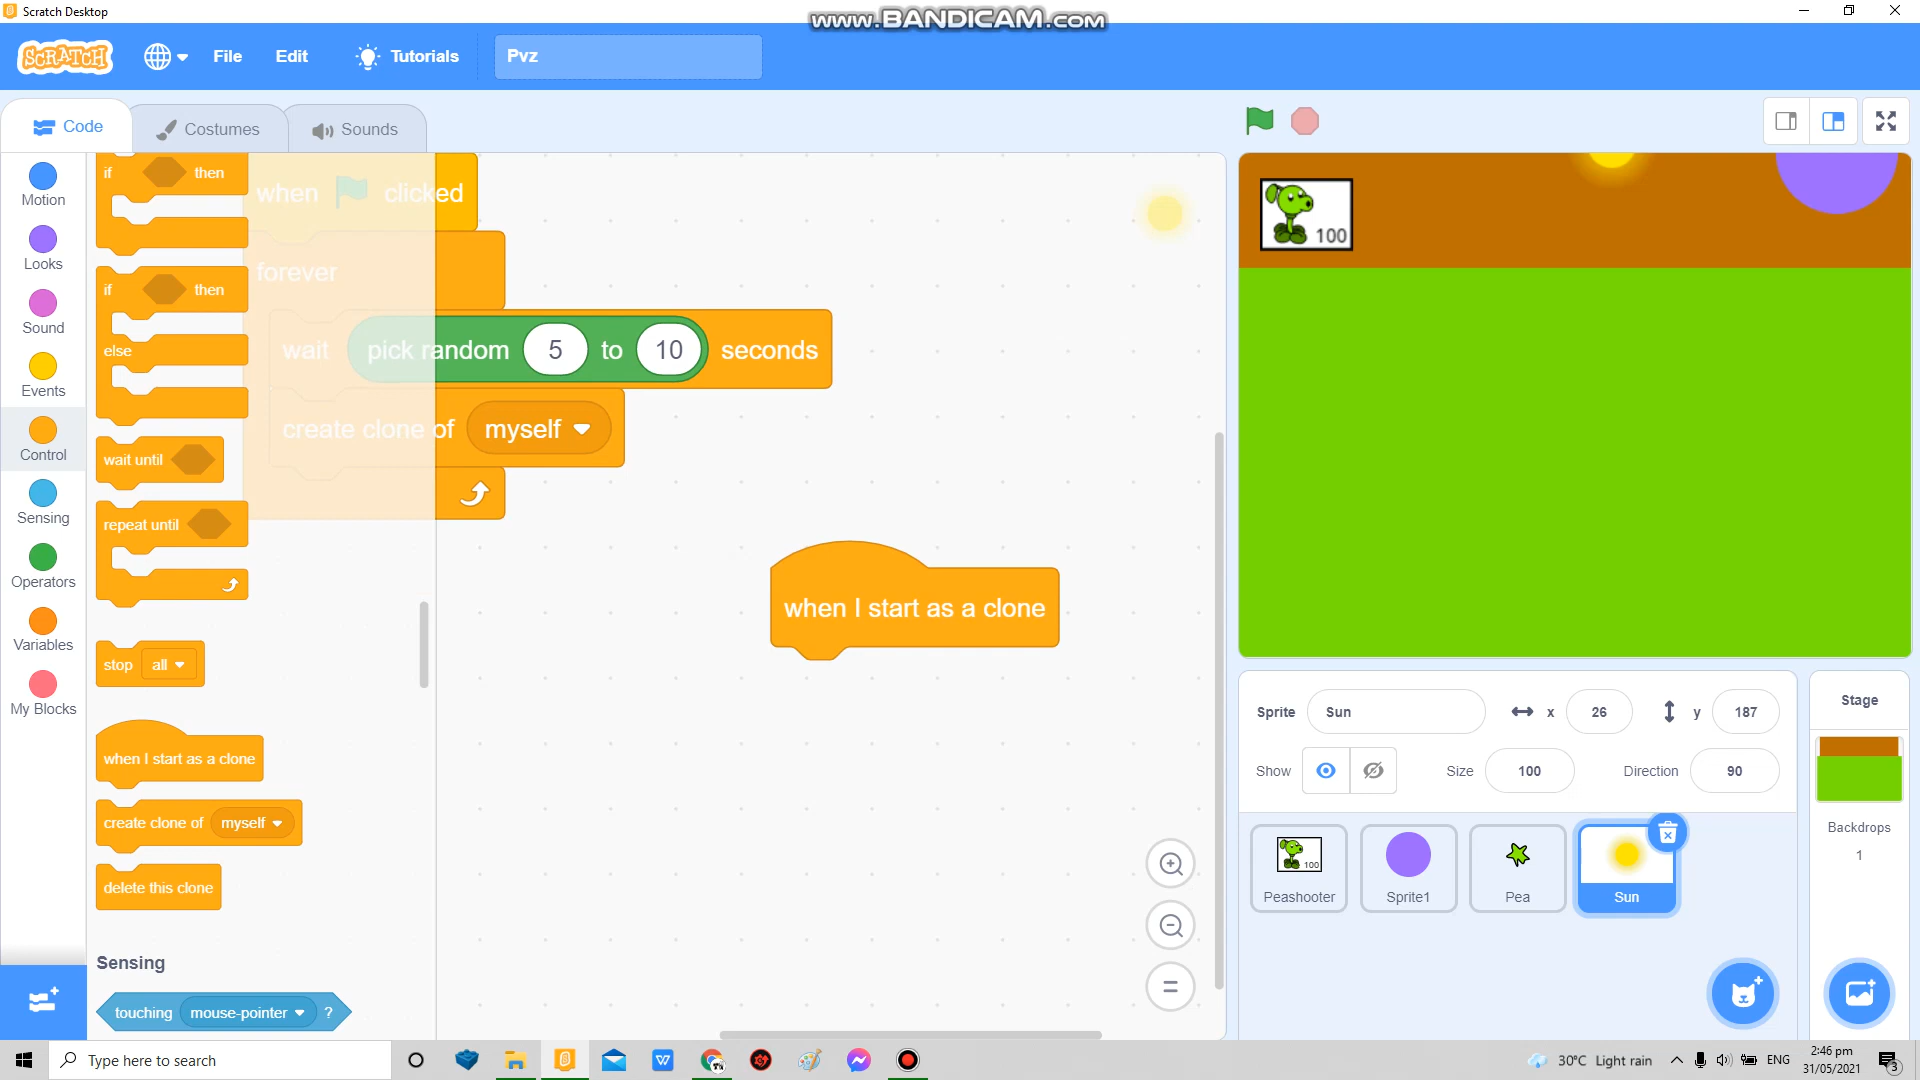 Scratch Desktop
www.BANDICAM.com
SCRATCH
File
Edit
Tutorials
Pvz
Code
Costumes
Sounds
Motion
Looks
Sound
Events
Control
Sensing
Operators
Variables
My Blocks
if then
if then
else
wait until
repeat until
stop all
when I start as a clone
create clone of myself
delete this clone
Sensing
touching mouse-pointer ?
when clicked
forever
wait pick random 5 to 10 seconds
create clone of myself
when I start as a clone
100
Sprite Sun x 26 y 187
Show Size 100 Direction 90
100
Peashooter
Sprite1
Pea
Sun
Stage
Backdrops
1
Type here to search
30°C Light rain
ENG
2:46 pm
31/05/2021
3